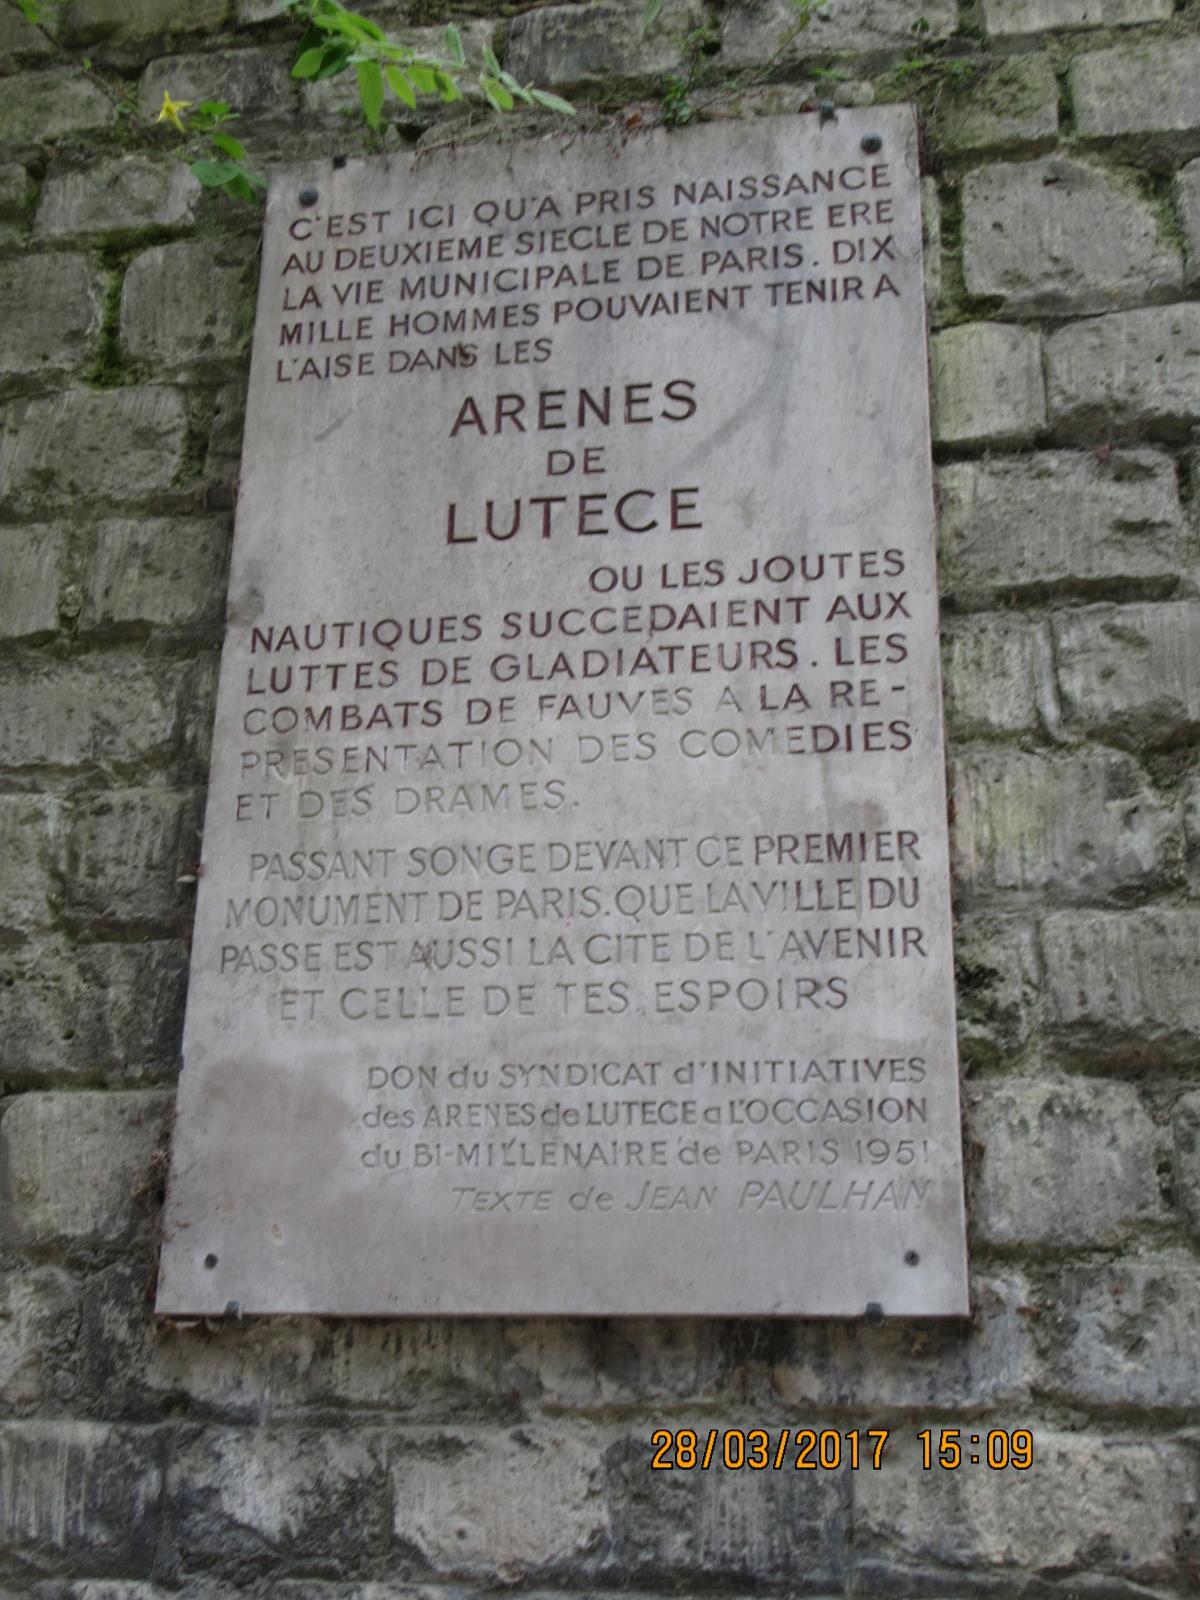 C'EST ICI QU'A PRIS NAISSANCE
AU DEUXIEME SIECLE DE NOTRE ERE
LA VIE MUNICIPALE DE PARIS. DIX
MILLE HOMMES POUVAIENT TENIR A
L'AISE DANS LES
ARENES
DE
LUTECE
OU LES JOUTES
NAUTIQUES SUCCEDAIENT AUX
LUTTES DE GLADIATEURS. LES
COMBATS DE FAUVES A LA RE-
PRESENTATION DES COMEDIES
ET DES DRAMES.
PASSANT SONGE DEVANT CE PREMIER
MONUMENT DE PARIS. QUE LA VILLE DU
PASSE EST AUSSI LA CITE DE L'AVENIR
ET CELLE DE TES ESPOIRS
DON du SYNDICAT d'INITIATIVES
des ARENES de LUTECE a L'OCCASION
du BI-MILLENAIRE de PARIS 1951
TEXTE de JEAN PAULHAN
28/03/2017 15:09